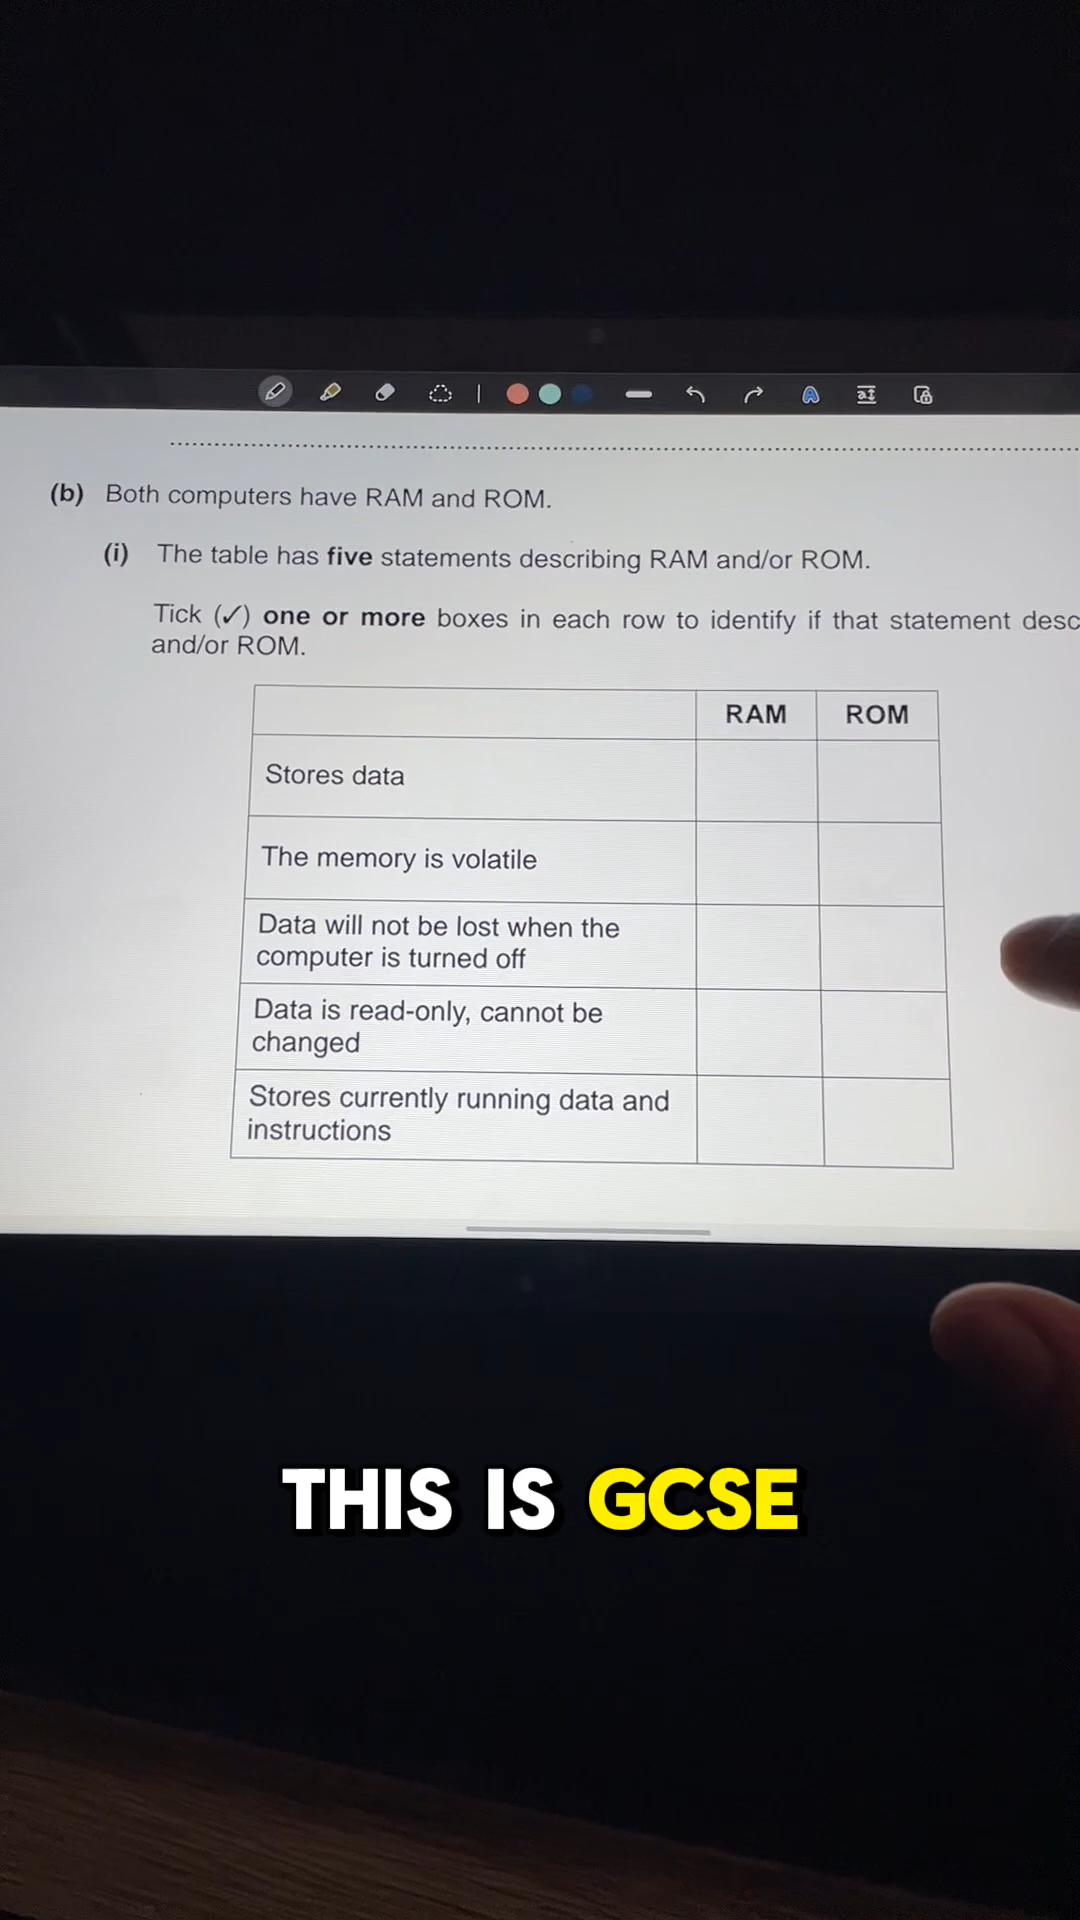 (b) Both computers have RAM and ROM.
(i) The table has five statements describing RAM and/or ROM.
Tick (✓) one or more boxes in each row to identify if that statement desc
and/or ROM.
RAM ROM
Stores data
The memory is volatile
Data will not be lost when the
computer is turned off
Data is read-only, cannot be
changed
Stores currently running data and
instructions
THIS IS GCSE